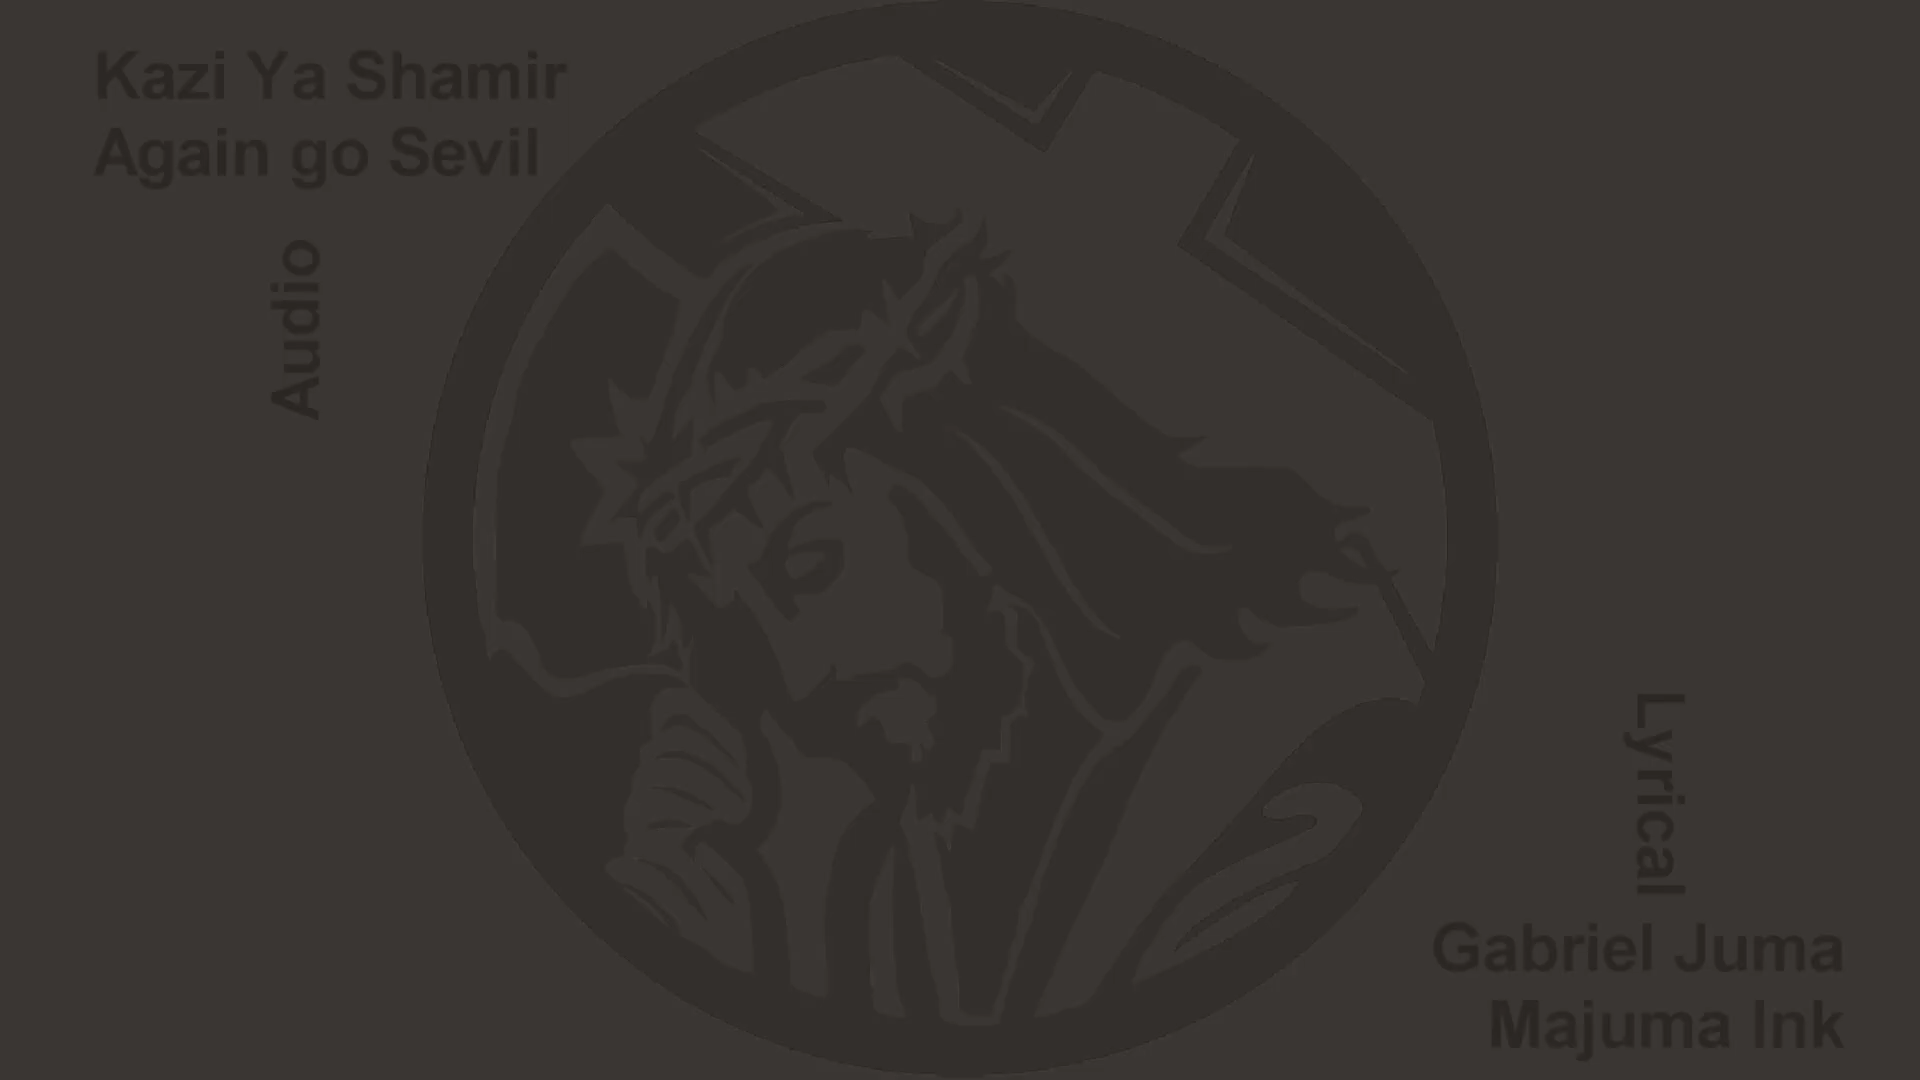 Kazi Ya Shamir
Again go Sevil
Audio
Lyrical
Gabriel Juma
Majuma Ink